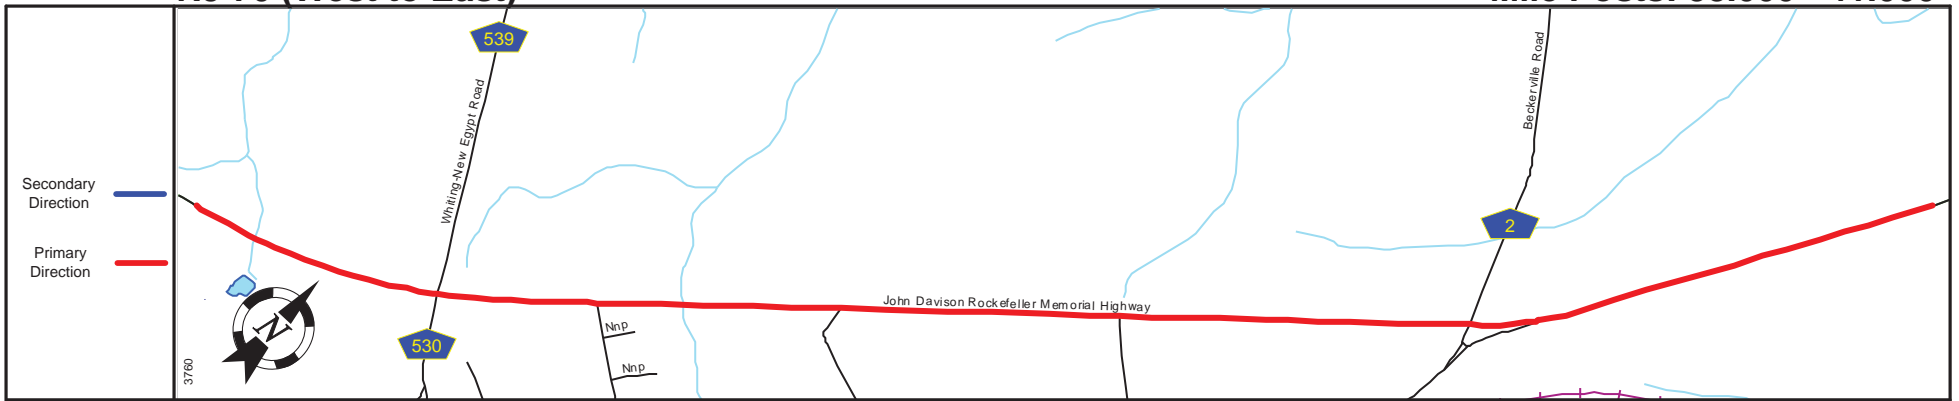 539
Whiting-New Egypt Road
Beckerville Road
Secondary
Direction
2
Primary
Direction
John Davison Rockefeller Memorial Highway
N
Nnp
530
Nnp
3760